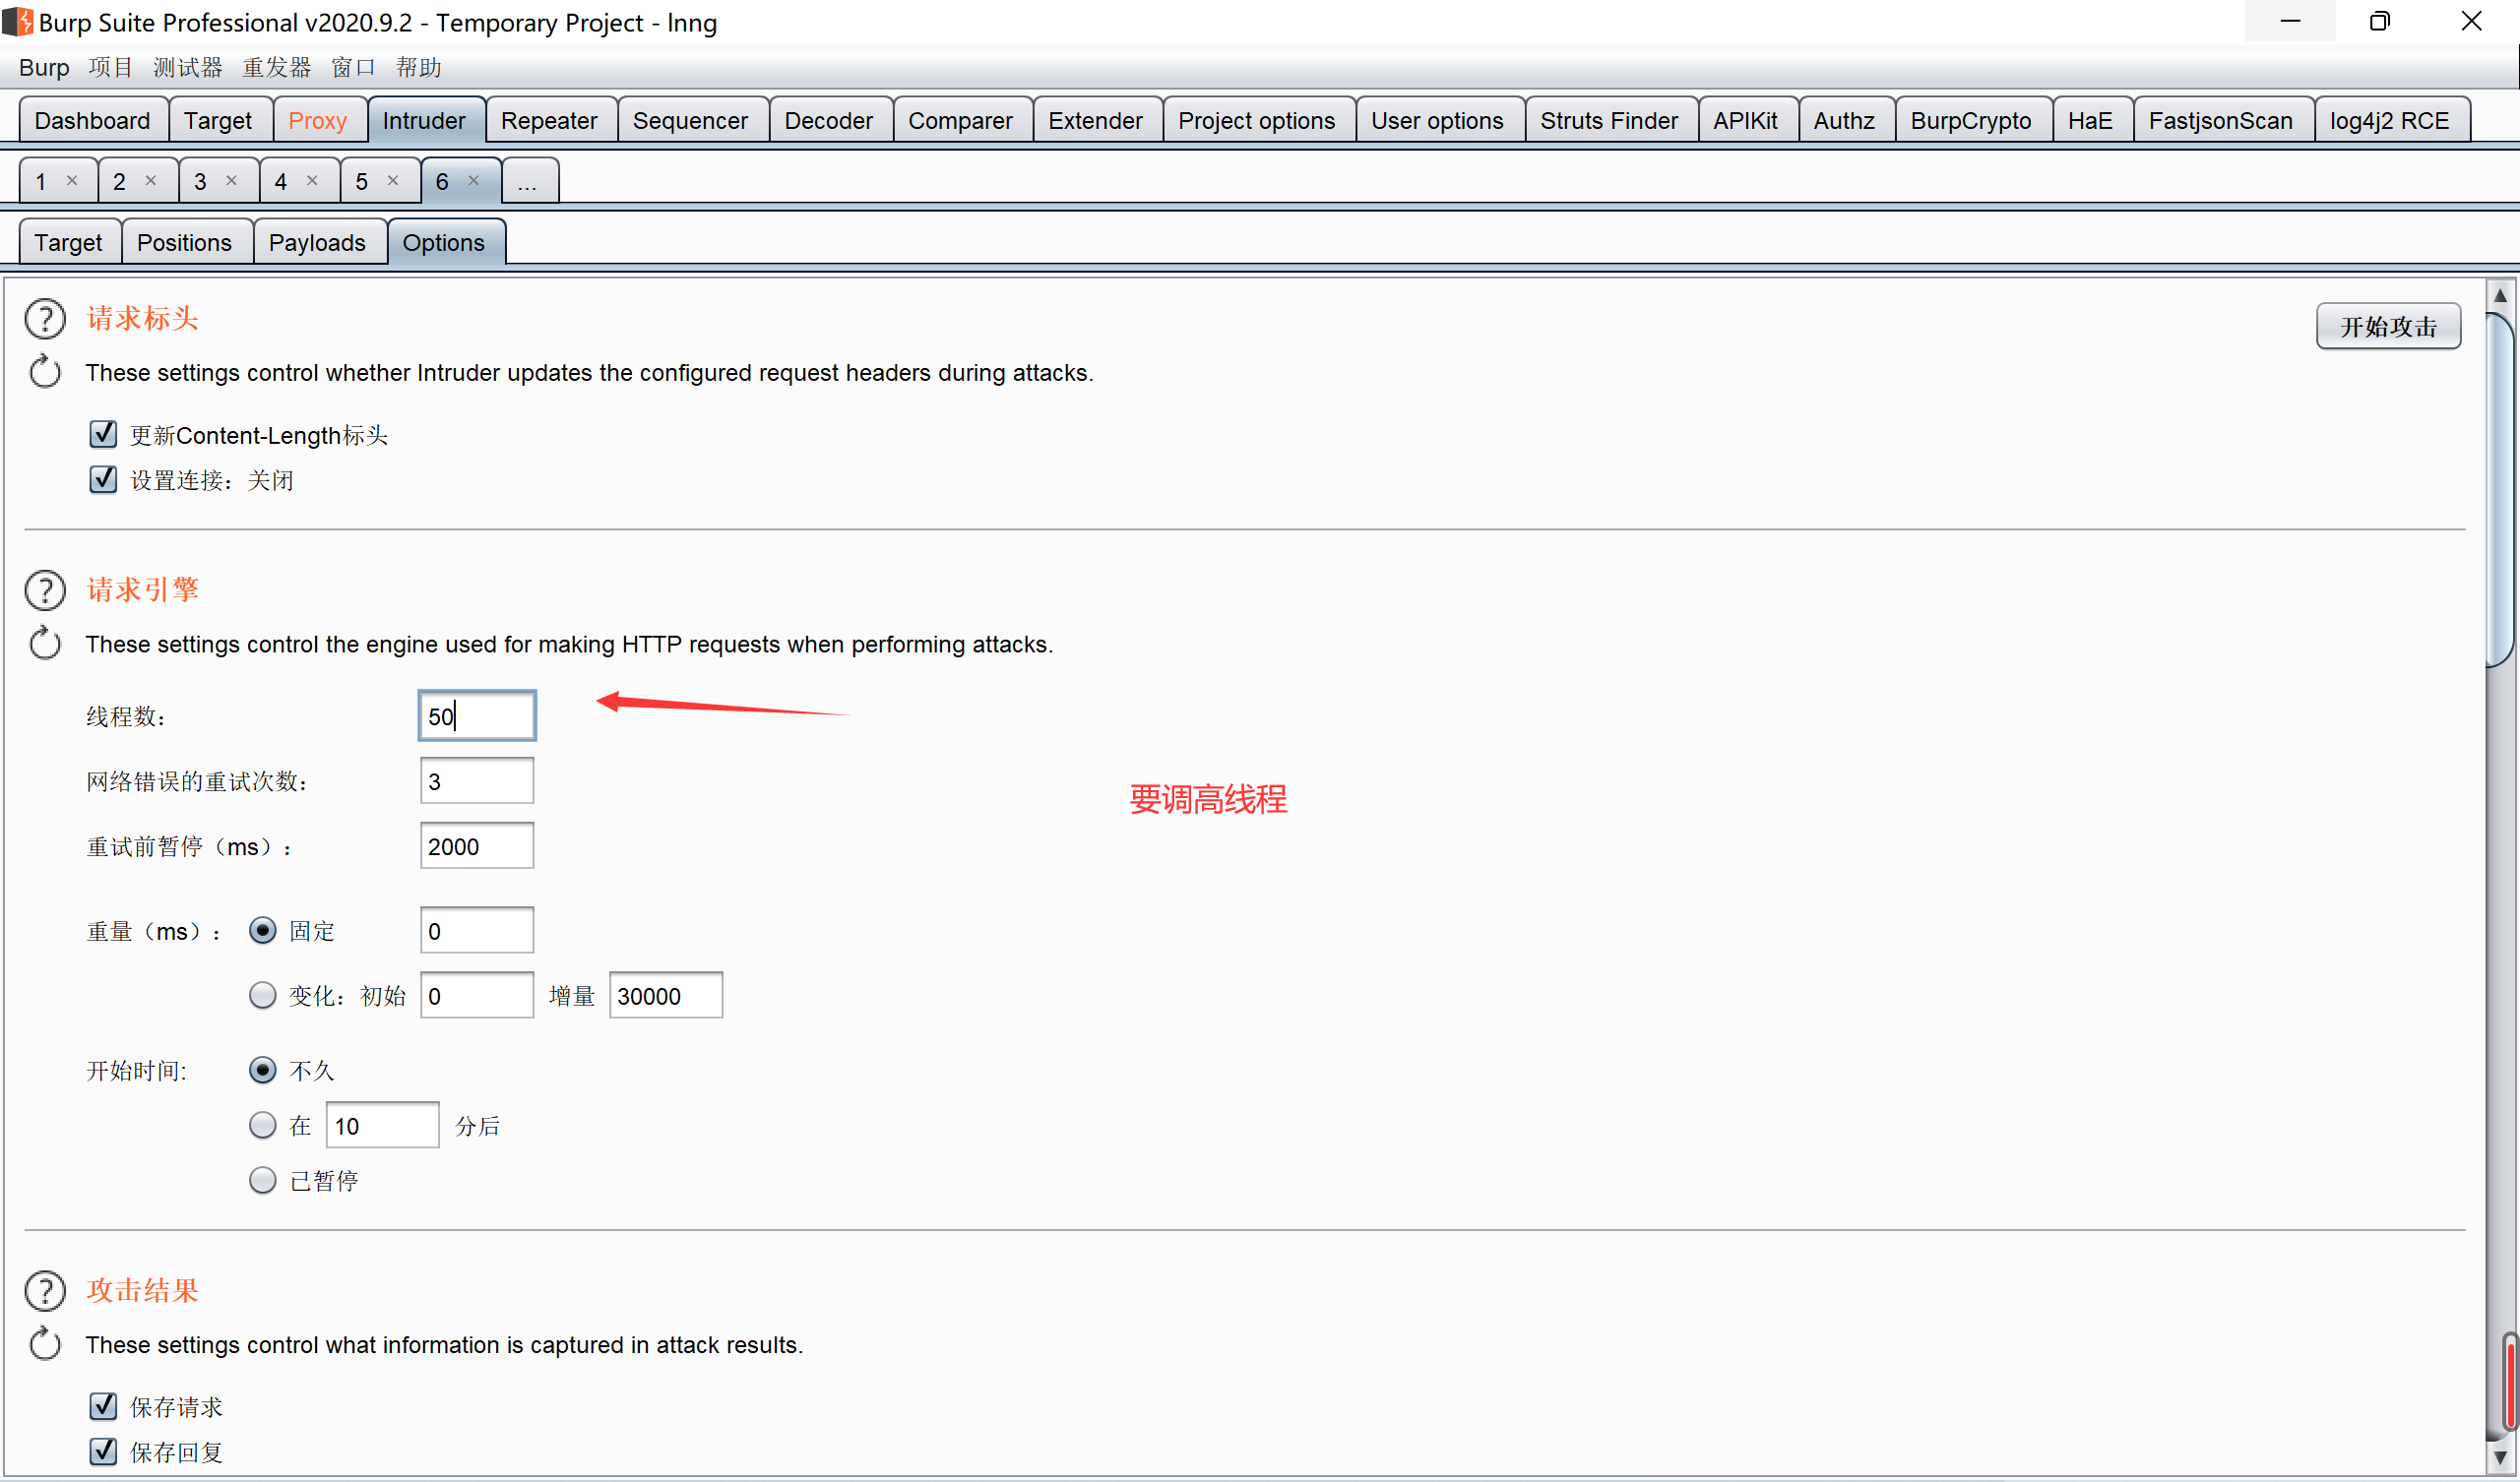 Burp Suite Professional v2020.9.2 - Temporary Project - lnng
Burp 项目 测试器 重发器 窗口 帮助
Dashboard Target Proxy Intruder Repeater Sequencer Decoder Comparer Extender Project options User options Struts Finder APIKit Authz BurpCrypto HaE FastjsonScan log4j2 RCE
1 × 2 × 3 × 4 × 5 × 6 × ...
Target Positions Payloads Options
? 请求标头
开始攻击
These settings control whether Intruder updates the configured request headers during attacks.
更新Content-Length标头
设置连接：关闭
? 请求引擎
These settings control the engine used for making HTTP requests when performing attacks.
线程数： 50
网络错误的重试次数： 3
要调高线程
重试前暂停（ms）： 2000
重量（ms）： 固定 0
变化：初始 0 增量 30000
开始时间: 不久
在 10 分后
已暂停
? 攻击结果
These settings control what information is captured in attack results.
保存请求
保存回复